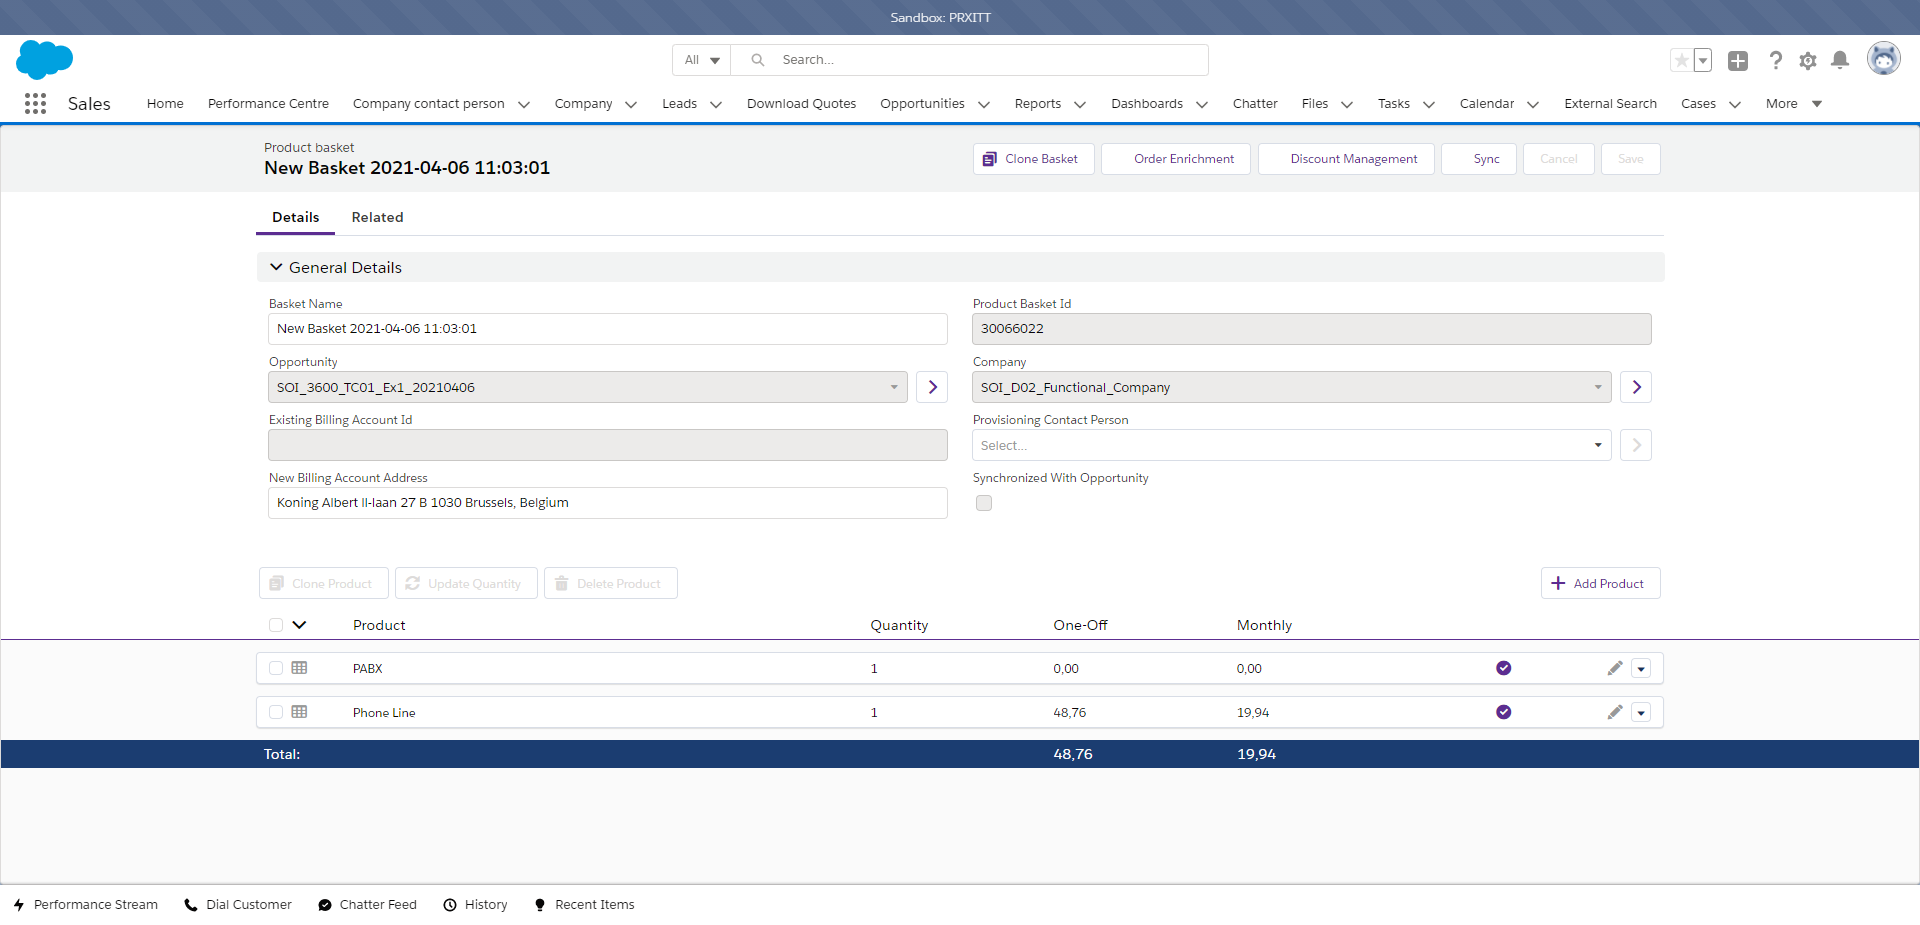 Sandbox: PRXITT
All
Search...
Sales
Home
Performance Centre
Company contact person
Company
Leads
Download Quotes
Opportunities
Reports
Dashboards
Chatter
Files
Tasks
Calendar
External Search
Cases
More
Product basket
New Basket 2021-04-06 11:03:01
Clone Basket
Order Enrichment
Discount Management
Sync
Cancel
Save
Details
Related
General Details
Basket Name
New Basket 2021-04-06 11:03:01
Product Basket Id
30066022
Opportunity
SOI_3600_TC01_Ex1_20210406
Company
SOI_D02_Functional_Company
Existing Billing Account Id
Provisioning Contact Person
Select...
New Billing Account Address
Koning Albert II-laan 27 B 1030 Brussels, Belgium
Synchronized With Opportunity
Clone Product
Update Quantity
Delete Product
Add Product
Product Quantity One-Off Monthly
PABX 1 0,00 0,00
Phone Line 1 48,76 19,94
Total: 48,76 19,94
Performance Stream
Dial Customer
Chatter Feed
History
Recent Items